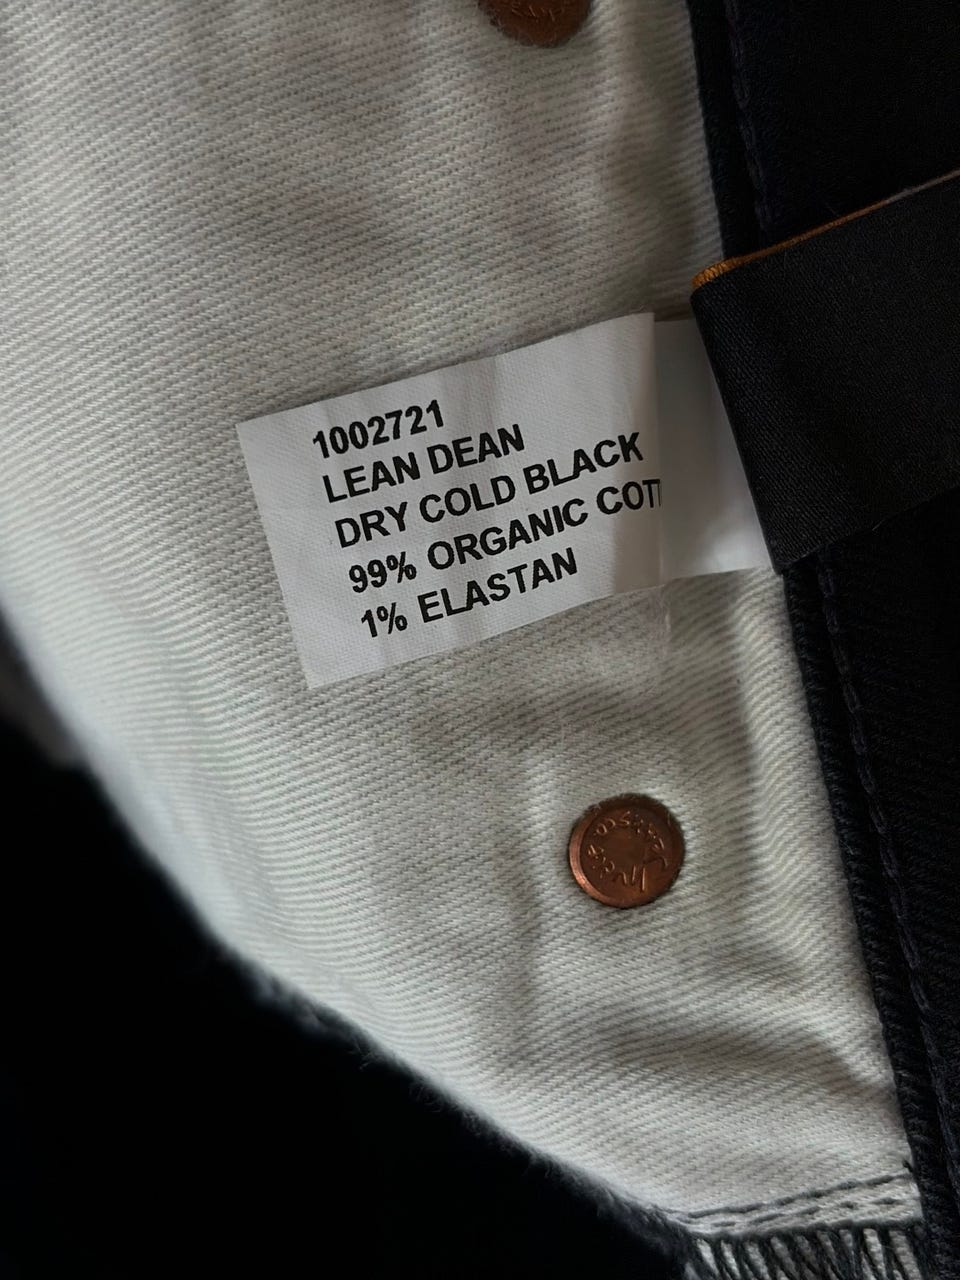 1002721
LEAN DEAN
DRY COLD BLACK
99% ORGANIC COTT
1% ELASTAN